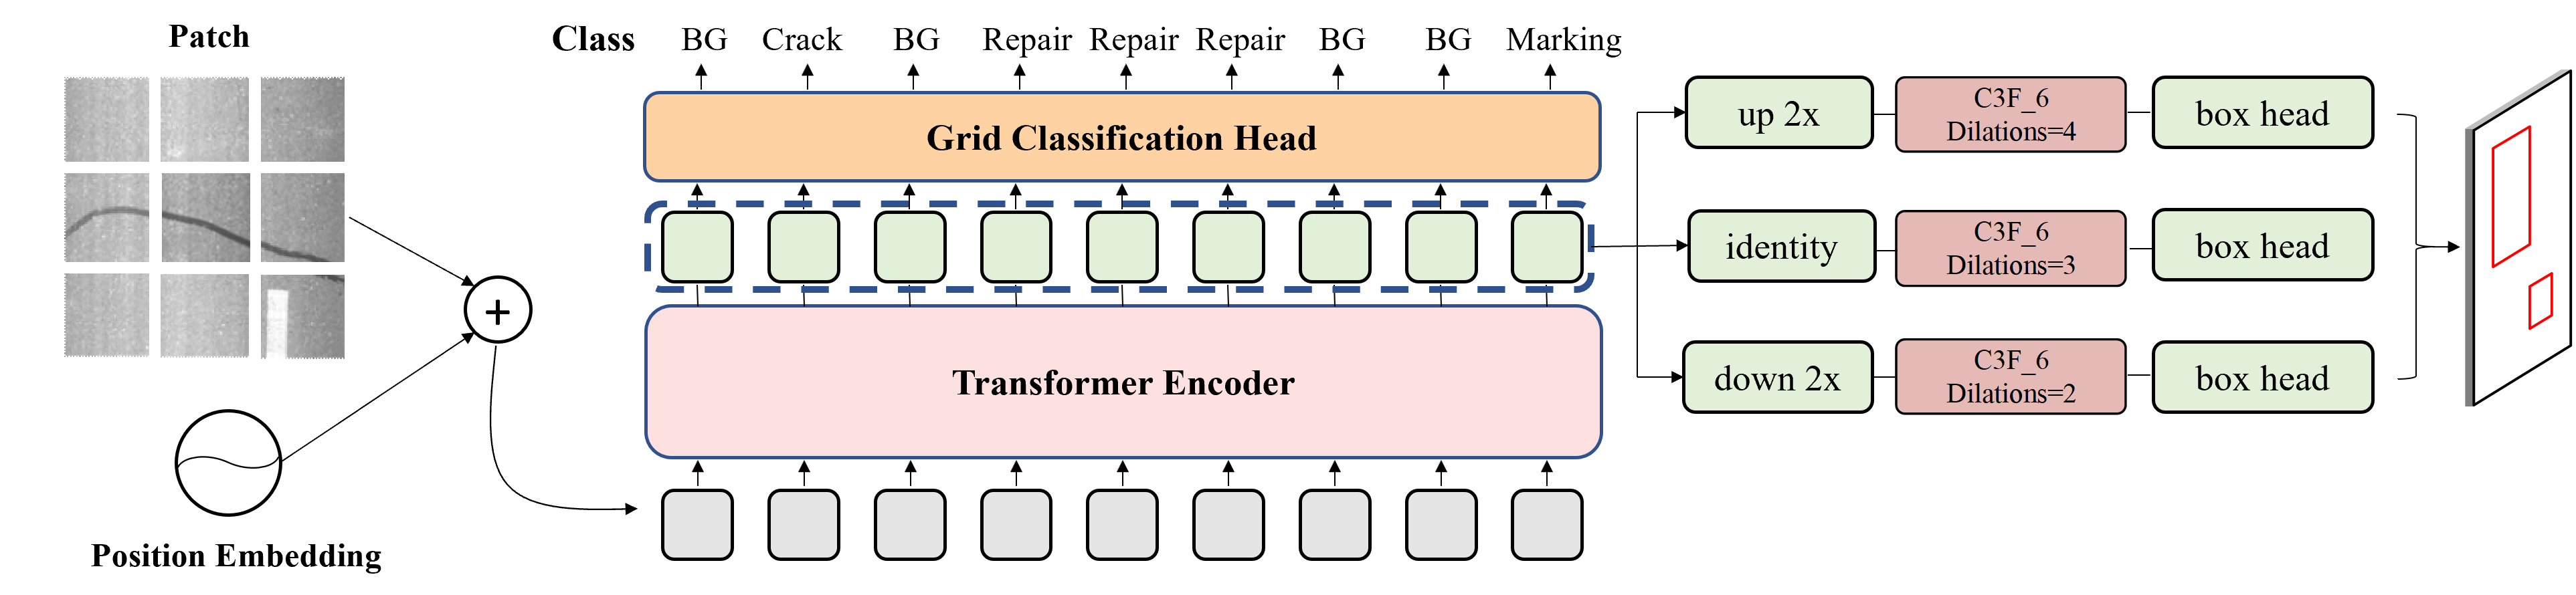 Patch
Class BG Crack BG Repair Repair Repair BG BG Marking
Grid Classification Head
Transformer Encoder
+
Position Embedding
up 2x
C3F_6
Dilations=4
box head
identity
C3F_6
Dilations=3
box head
down 2x
C3F_6
Dilations=2
box head